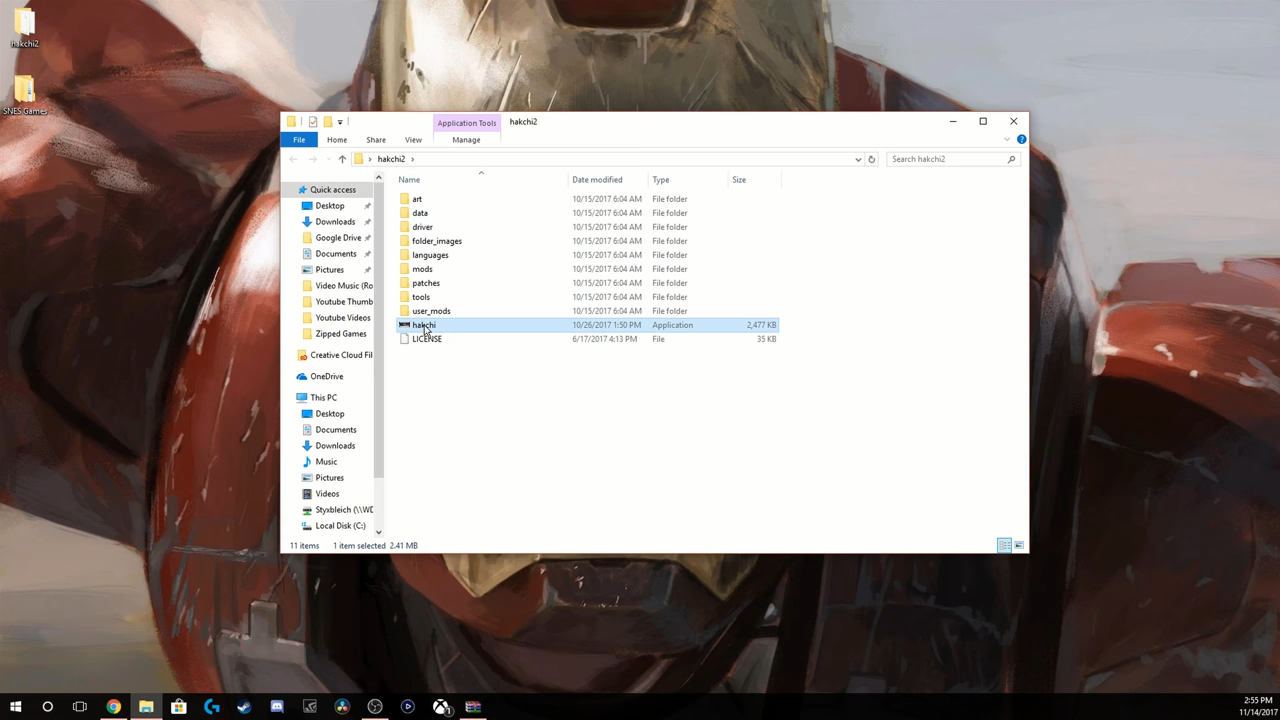 hakchi2
SNES Games
Application Tools
hakchi2
File
Home
Share
View
Manage
hakchi2
Search hakchi2
Name
Date modified
Type
Size
Quick access
Desktop
Downloads
Google Drive
Documents
Pictures
Video Music (Ro
Youtube Thumb
Youtube Videos
Zipped Games
Creative Cloud Fil
OneDrive
This PC
Desktop
Documents
Downloads
Music
Pictures
Videos
Styxbleich (\\WD
Local Disk (C:)
art 10/15/2017 6:04 AM File folder
data 10/15/2017 6:04 AM File folder
driver 10/15/2017 6:04 AM File folder
folder_images 10/15/2017 6:04 AM File folder
languages 10/15/2017 6:04 AM File folder
mods 10/15/2017 6:04 AM File folder
patches 10/15/2017 6:04 AM File folder
tools 10/15/2017 6:04 AM File folder
user_mods 10/15/2017 6:04 AM File folder
hakchi 10/26/2017 1:50 PM Application 2,477 KB
LICENSE 6/17/2017 4:13 PM File 35 KB
11 items 1 item selected 2.41 MB
2:55 PM
11/14/2017